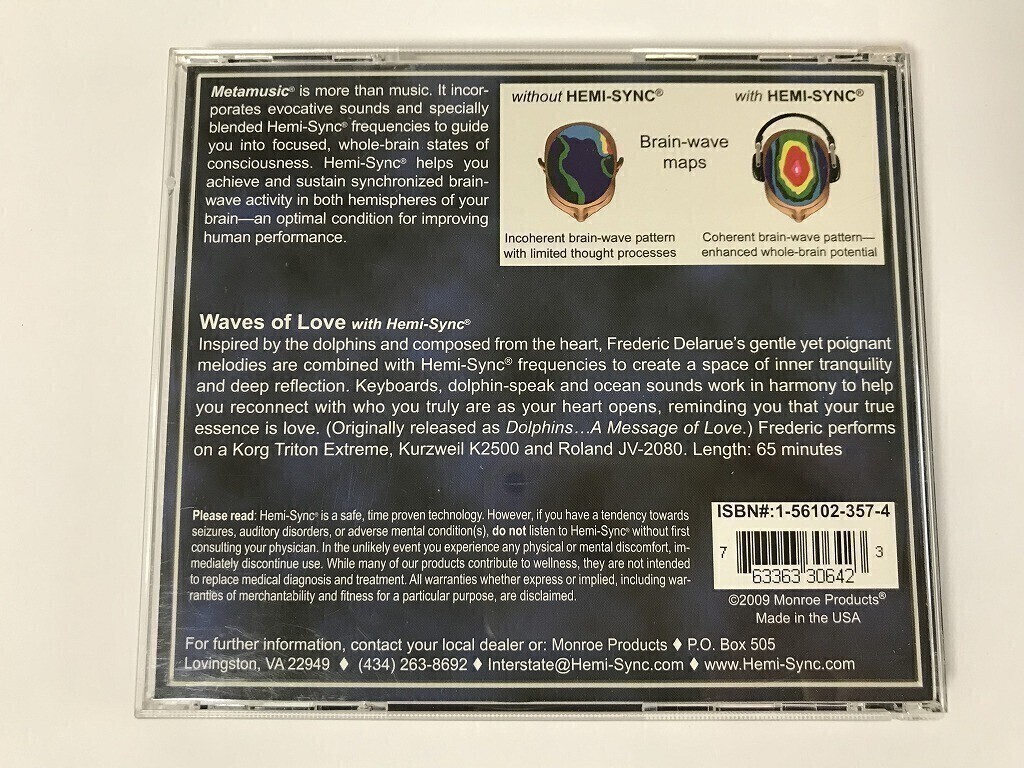 Metamusic® is more than music. It incor-
porates evocative sounds and specially
blended Hemi-Sync® frequencies to guide
you into focused, whole-brain states of
consciousness. Hemi-Sync® helps you
achieve and sustain synchronized brain-
wave activity in both hemispheres of your
brain—an optimal condition for improving
human performance.
without HEMI-SYNC®
with HEMI-SYNC®
Brain-wave
maps
Incoherent brain-wave pattern
with limited thought processes
Coherent brain-wave pattern—
enhanced whole-brain potential
Waves of Love with Hemi-Sync®
Inspired by the dolphins and composed from the heart, Frederic Delarue's gentle yet poignant
melodies are combined with Hemi-Sync® frequencies to create a space of inner tranquility
and deep reflection. Keyboards, dolphin-speak and ocean sounds work in harmony to help
you reconnect with who you truly are as your heart opens, reminding you that your true
essence is love. (Originally released as Dolphins…A Message of Love.) Frederic performs
on a Korg Triton Extreme, Kurzweil K2500 and Roland JV-2080. Length: 65 minutes
Please read: Hemi-Sync® is a safe, time proven technology. However, if you have a tendency towards
seizures, auditory disorders, or adverse mental condition(s), do not listen to Hemi-Sync® without first
consulting your physician. In the unlikely event you experience any physical or mental discomfort, im-
mediately discontinue use. While many of our products contribute to wellness, they are not intended
to replace medical diagnosis and treatment. All warranties whether express or implied, including war-
ranties of merchantability and fitness for a particular purpose, are disclaimed.
ISBN#:1-56102-357-4
7 63363 30642 3
©2009 Monroe Products®
Made in the USA
For further information, contact your local dealer or: Monroe Products ♦ P.O. Box 505
Lovingston, VA 22949 ♦ (434) 263-8692 ♦ Interstate@Hemi-Sync.com ♦ www.Hemi-Sync.com